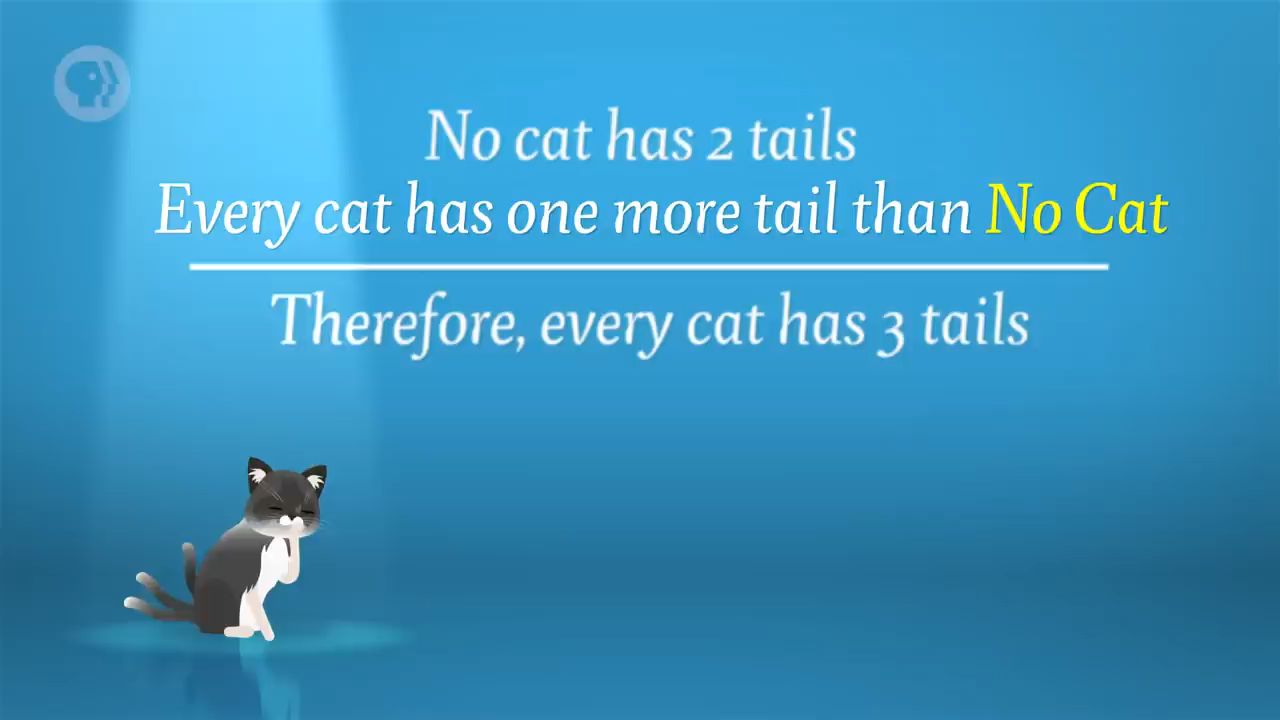 No cat has 2 tails
Every cat has one more tail than No Cat
Therefore, every cat has 3 tails